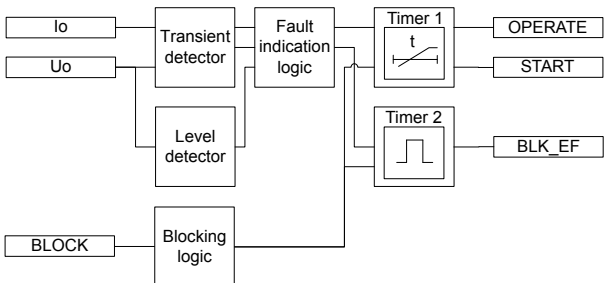 Io
Uo
Transient
detector
Fault
indication
logic
Timer 1
t
OPERATE
START
Level
detector
Timer 2
BLK_EF
BLOCK
Blocking
logic